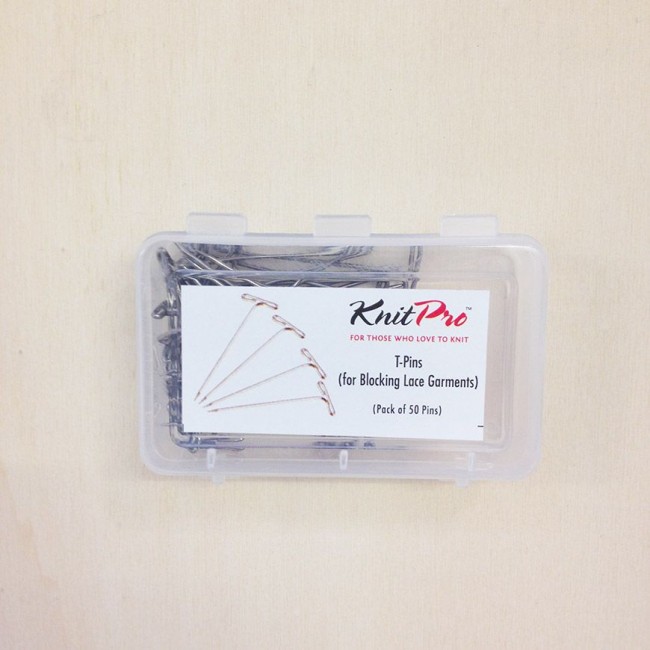 KnitPro™
FOR THOSE WHO LOVE TO KNIT
T-Pins
(for Blocking Lace Garments)
(Pack of 50 Pins)